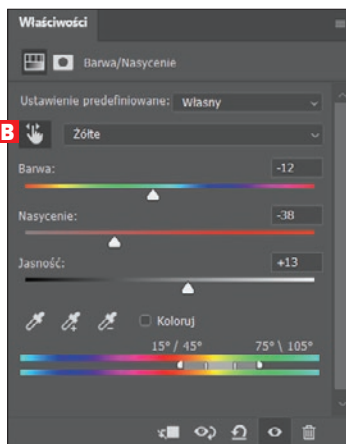 Właściwości
Barwa/Nasycenie
Ustawienie predefiniowane: Własny
B
Żółte
Barwa: -12
Nasycenie: -38
Jasność: +13
Koloruj
15° / 45° 75° \ 105°